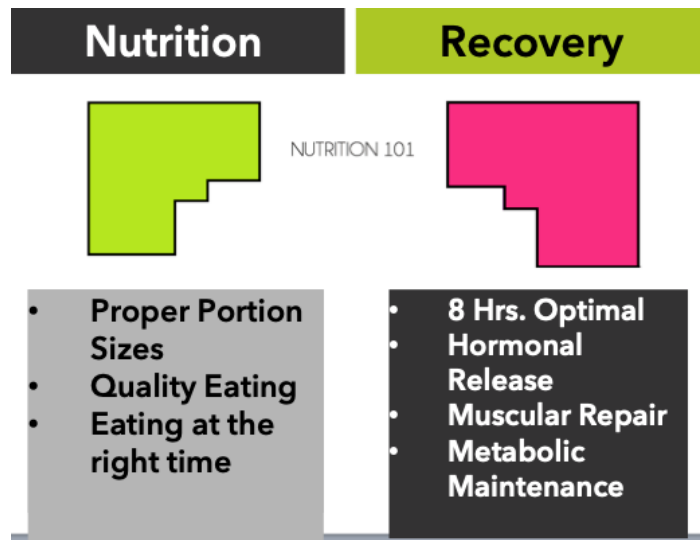 Nutrition
Recovery
NUTRITION 101
• Proper Portion
Sizes
• Quality Eating
• Eating at the
right time
• 8 Hrs. Optimal
• Hormonal
Release
• Muscular Repair
• Metabolic
Maintenance